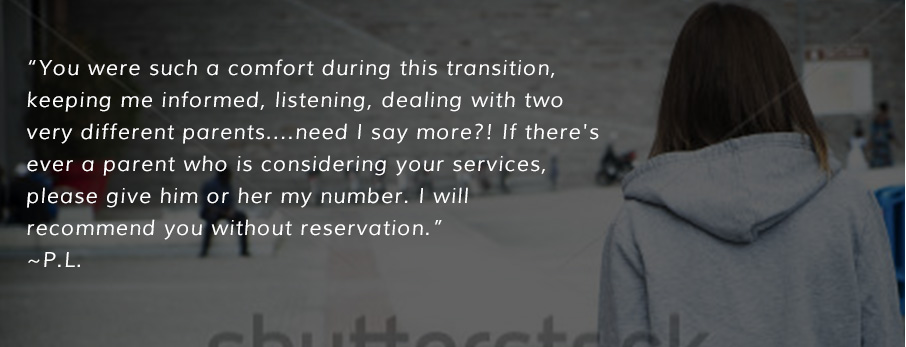 “You were such a comfort during this transition,
keeping me informed, listening, dealing with two
very different parents....need I say more?! If there's
ever a parent who is considering your services,
please give him or her my number. I will
recommend you without reservation.”
~P.L.
shutterstock